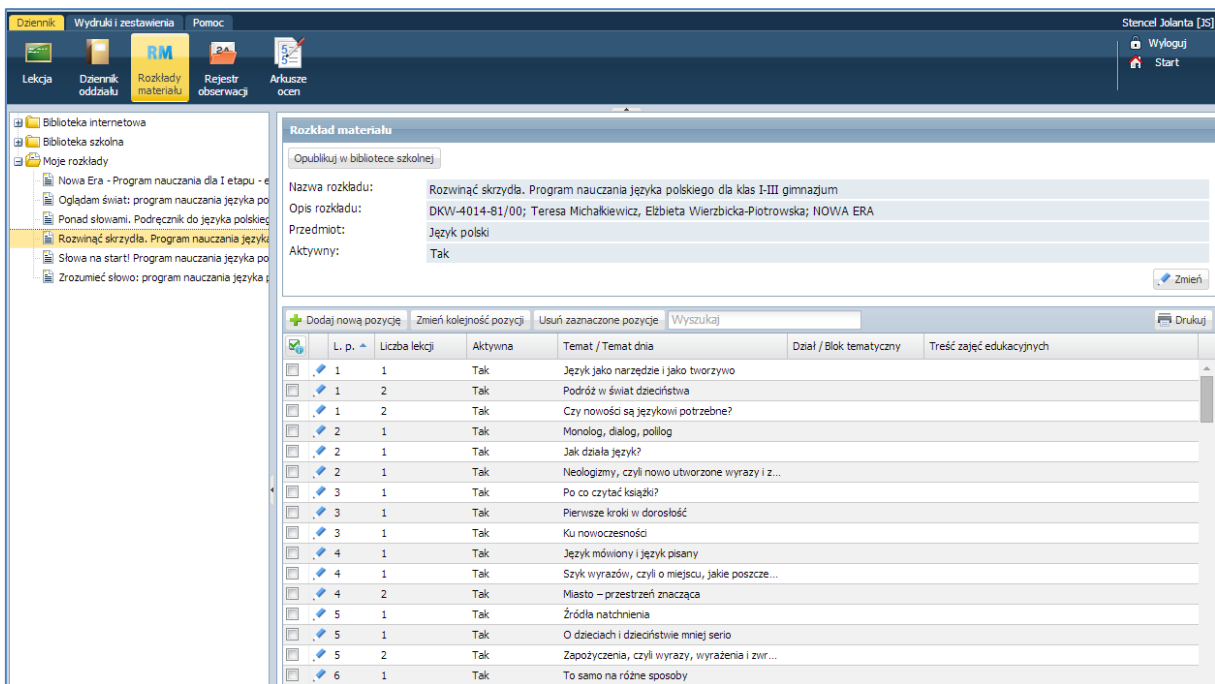 Dziennik Wydruki i zestawienia Pomoc Stencel Jolanta [JS]
Wyloguj
Start
RM
Lekcja Dziennik oddziału Rozkłady materiału Rejestr obserwacji Arkusze ocen
Biblioteka internetowa
Biblioteka szkolna
Moje rozkłady
Nowa Era - Program nauczania dla I etapu - e
Oglądam świat: program nauczania języka po
Ponad słowami. Podręcznik do języka polskieg
Rozwinąć skrzydła. Program nauczania języka
Słowa na start! Program nauczania języka po
Zrozumieć słowo: program nauczania języka p
Rozkład materiału
Opublikuj w bibliotece szkolnej
Nazwa rozkładu: Rozwinąć skrzydła. Program nauczania języka polskiego dla klas I-III gimnazjum
Opis rozkładu: DKW-4014-81/00; Teresa Michałkiewicz, Elżbieta Wierzbicka-Piotrowska; NOWA ERA
Przedmiot: Język polski
Aktywny: Tak
Zmień
Dodaj nową pozycję Zmień kolejność pozycji Usuń zaznaczone pozycje Wyszukaj Drukuj
L. p. Liczba lekcji Aktywna Temat / Temat dnia Dział / Blok tematyczny Treść zajęć edukacyjnych
1 1 Tak Język jako narzędzie i jako tworzywo
1 2 Tak Podróż w świat dzieciństwa
1 2 Tak Czy nowości są językowi potrzebne?
2 1 Tak Monolog, dialog, polilog
2 1 Tak Jak działa język?
2 1 Tak Neologizmy, czyli nowo utworzone wyrazy i z...
3 1 Tak Po co czytać książki?
3 1 Tak Pierwsze kroki w dorosłość
3 1 Tak Ku nowoczesności
4 1 Tak Język mówiony i język pisany
4 1 Tak Szyk wyrazów, czyli o miejscu, jakie poszcze...
4 2 Tak Miasto – przestrzeń znacząca
5 1 Tak Źródła natchnienia
5 1 Tak O dzieciach i dzieciństwie mniej serio
5 2 Tak Zapożyczenia, czyli wyrazy, wyrażenia i zwr...
6 1 Tak To samo na różne sposoby